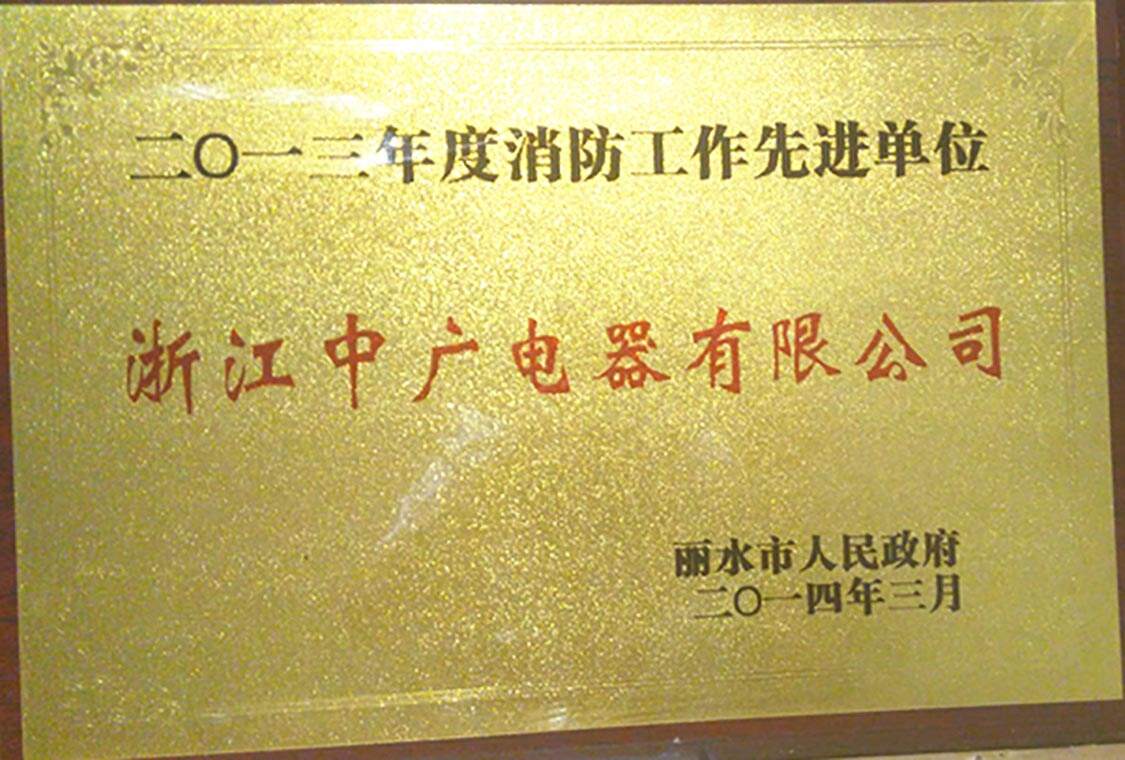 二〇一三年度消防工作先进单位
浙江中广电器有限公司
丽水市人民政府
二〇一四年三月